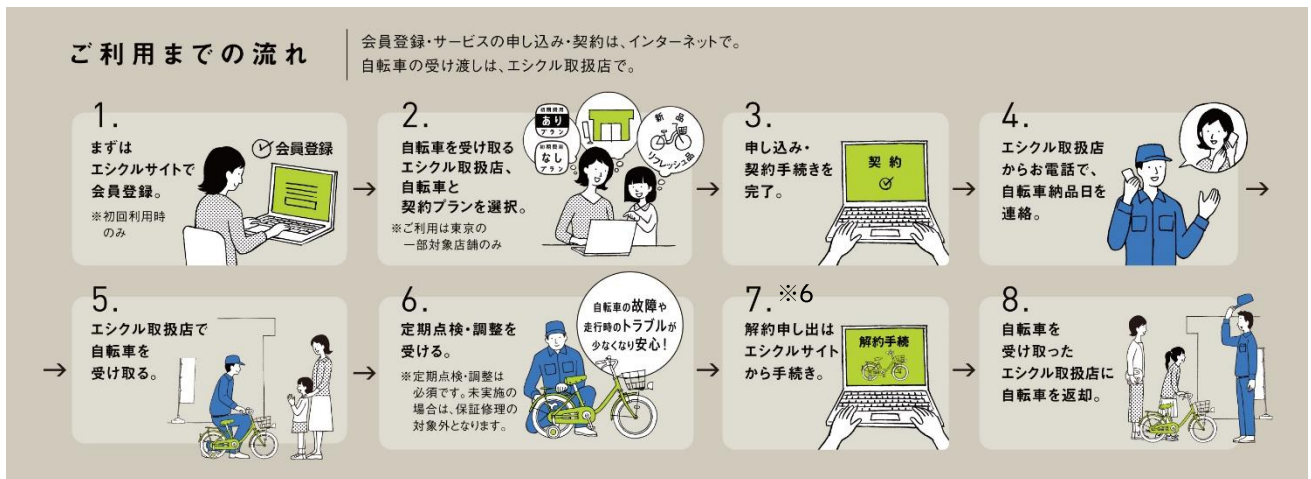 ご利用までの流れ
会員登録・サービスの申し込み・契約は、インターネットで。
自転車の受け渡しは、エシクル取扱店で。
1.
まずは
エシクルサイトで
会員登録。
※初回利用時
のみ
会員登録
2.
自転車を受け取る
エシクル取扱店、
自転車と
契約プランを選択。
※ご利用は東京の
一部対象店舗のみ
初期費用
あり
プラン
初期費用
なし
プラン
新品
リフレッシュ品
3.
申し込み・
契約手続きを
完了。
契約
4.
エシクル取扱店
からお電話で、
自転車納品日を
連絡。
5.
エシクル取扱店で
自転車を
受け取る。
6.
定期点検・調整を
受ける。
※定期点検・調整は
必須です。未実施の
場合は、保証修理の
対象外となります。
自転車の故障や
走行時のトラブルが
少なくなり安心！
7. ※6
解約申し出は
エシクルサイト
から手続き。
解約手続
8.
自転車を
受け取った
エシクル取扱店に
自転車を返却。